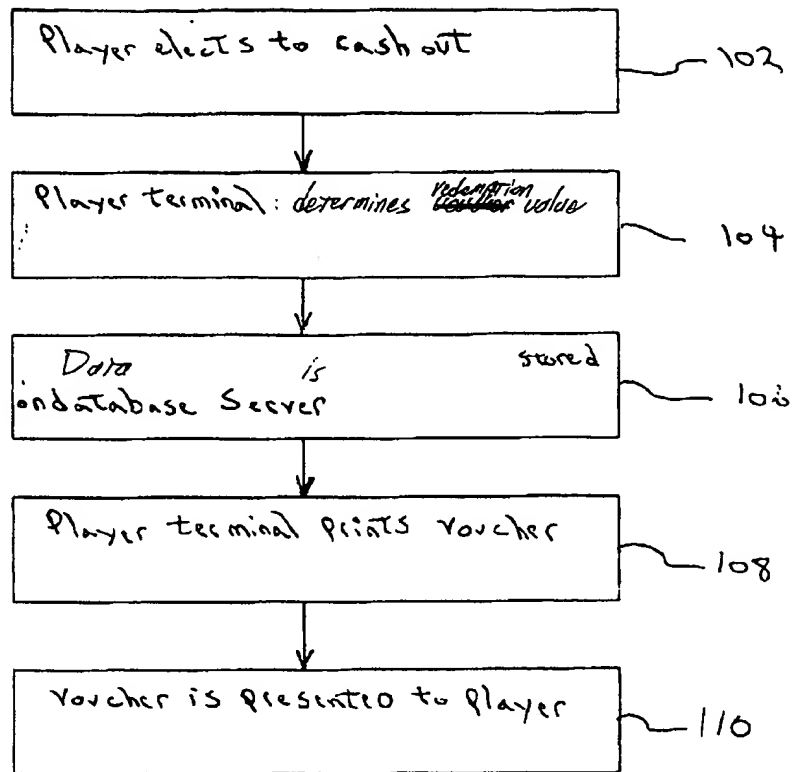 Player elects to cash out
102
Player terminal: determines redemption value
104
Data is stored
on database Server
106
Player terminal prints voucher
108
Voucher is presented to Player
110